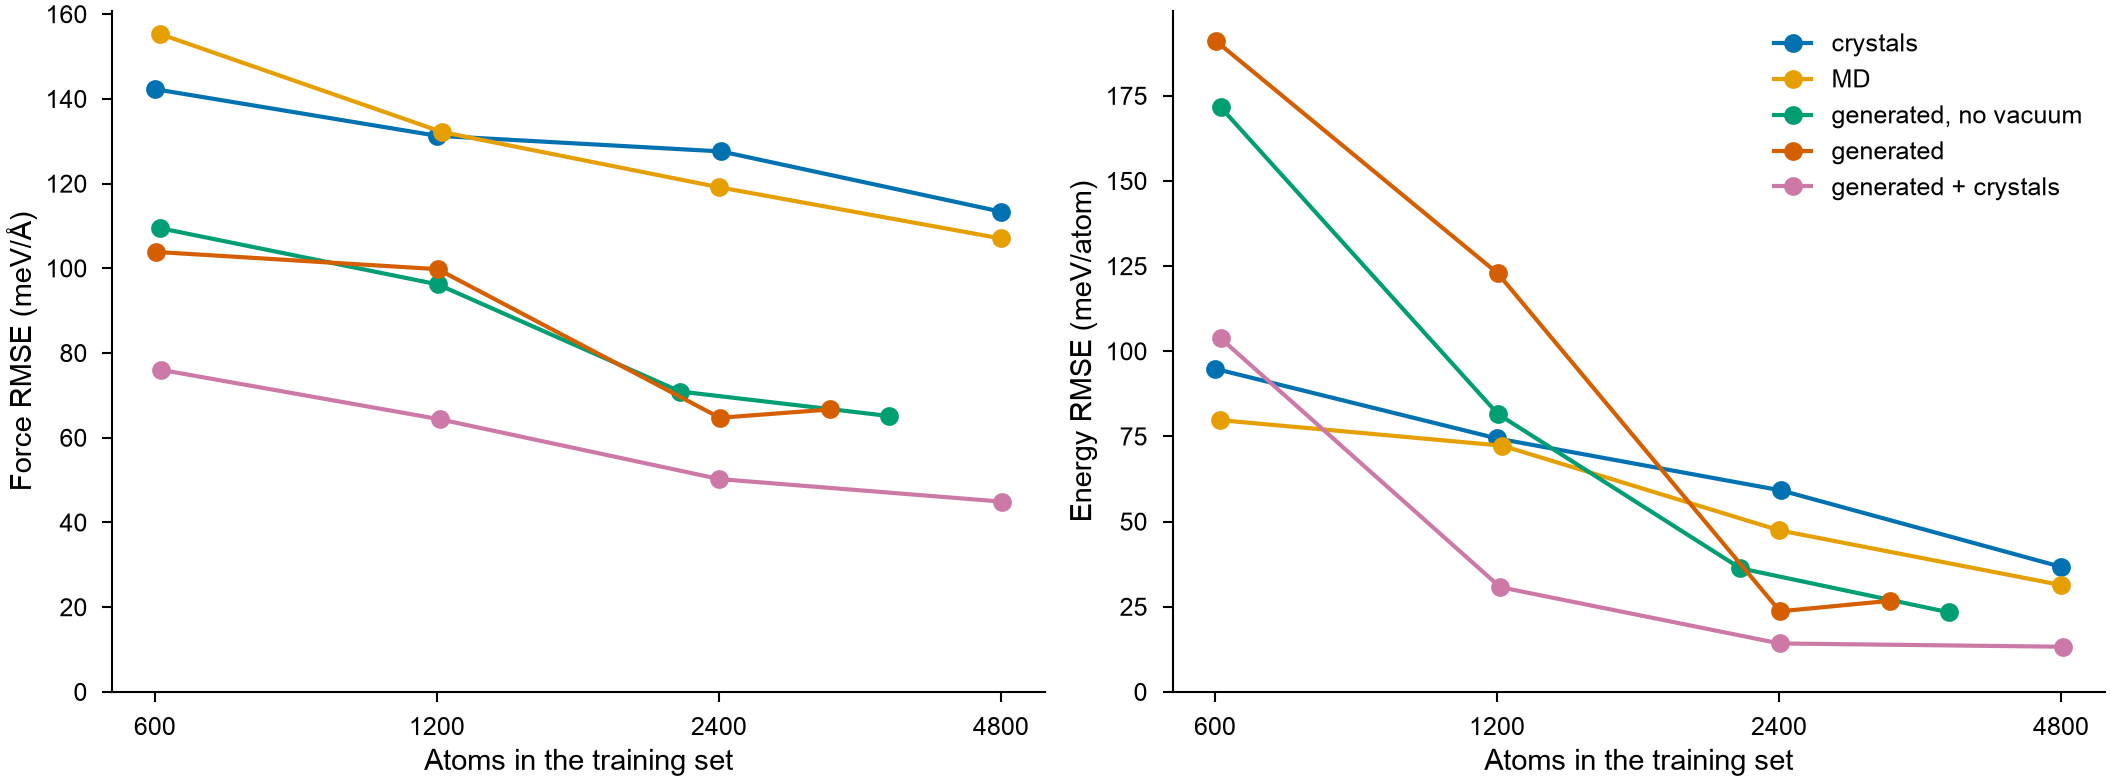 160
140
120
100
80
60
40
20
0
Force RMSE (meV/Å)
600
1200
2400
4800
Atoms in the training set
175
150
125
100
75
50
25
0
Energy RMSE (meV/atom)
600
1200
2400
4800
Atoms in the training set
crystals
MD
generated, no vacuum
generated
generated + crystals